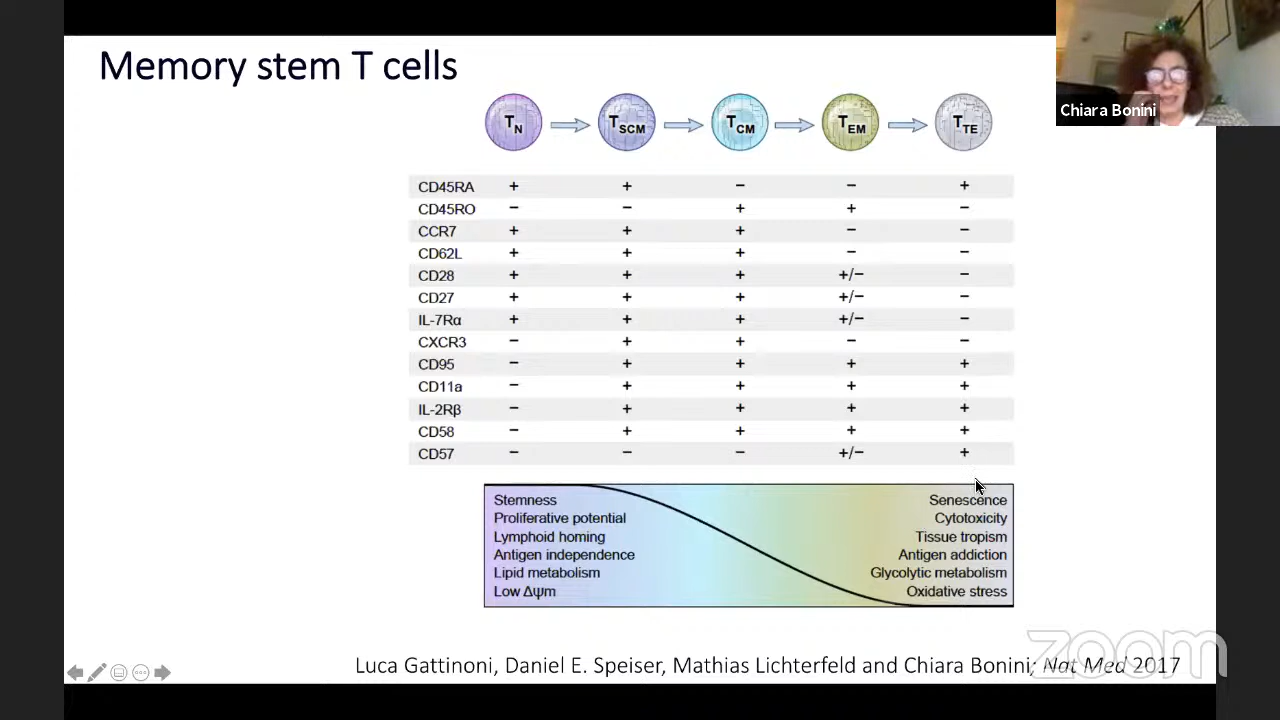 Memory stem T cells
Chiara Bonini
TN TSCM TCM TEM TTE
CD45RA + + − − +
CD45RO − − + + −
CCR7 + + + − −
CD62L + + + − −
CD28 + + + +/− −
CD27 + + + +/− −
IL-7Rα + + + +/− −
CXCR3 − + + − −
CD95 − + + + +
CD11a − + + + +
IL-2Rβ − + + + +
CD58 − + + + +
CD57 − − − +/− +
Stemness Senescence
Proliferative potential Cytotoxicity
Lymphoid homing Tissue tropism
Antigen independence Antigen addiction
Lipid metabolism Glycolytic metabolism
Low Δψm Oxidative stress
Luca Gattinoni, Daniel E. Speiser, Mathias Lichterfeld and Chiara Bonini; Nat Med 2017
zoom